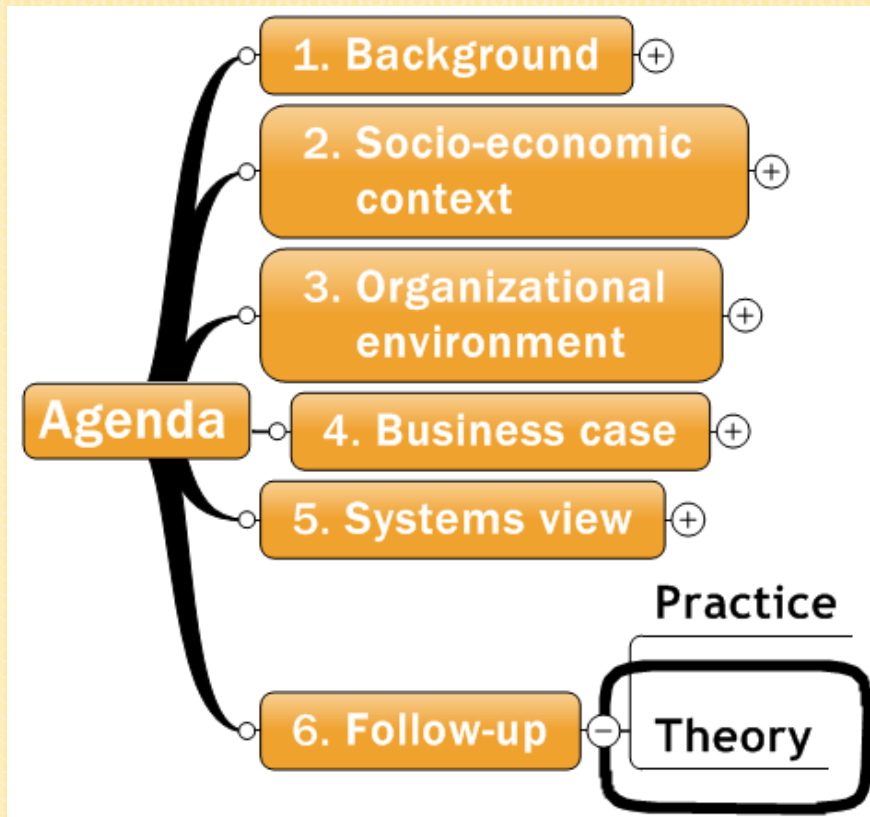 1. Background
2. Socio-economic
context
3. Organizational
environment
Agenda
4. Business case
5. Systems view
Practice
6. Follow-up
Theory